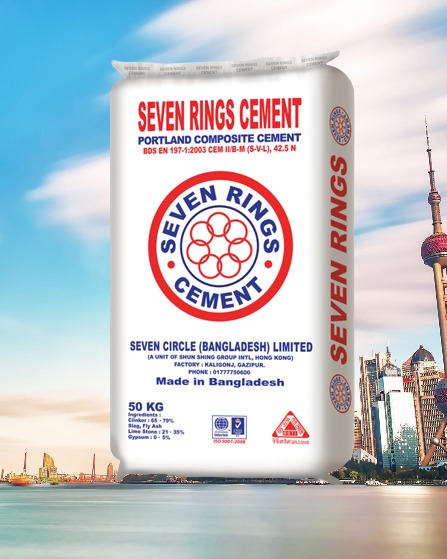 SEVEN RINGS CEMENT
PORTLAND COMPOSITE CEMENT
BDS EN 197-1:2003 CEM II/B-M (S-V-L), 42.5 N
SEVEN RINGS
CEMENT
SEVEN CIRCLE (BANGLADESH) LIMITED
(A UNIT OF SHUN SHING GROUP INTL, HONG KONG)
FACTORY : KALIGONJ, GAZIPUR.
PHONE : 01777750600
Made in Bangladesh
50 KG
Ingredients :
Clinker : 65 - 79%
Slag, Fly Ash
Lime Stone : 21 - 35%
Gypsum : 0 - 5%
ISO 9001:2008
SEVEN RINGS